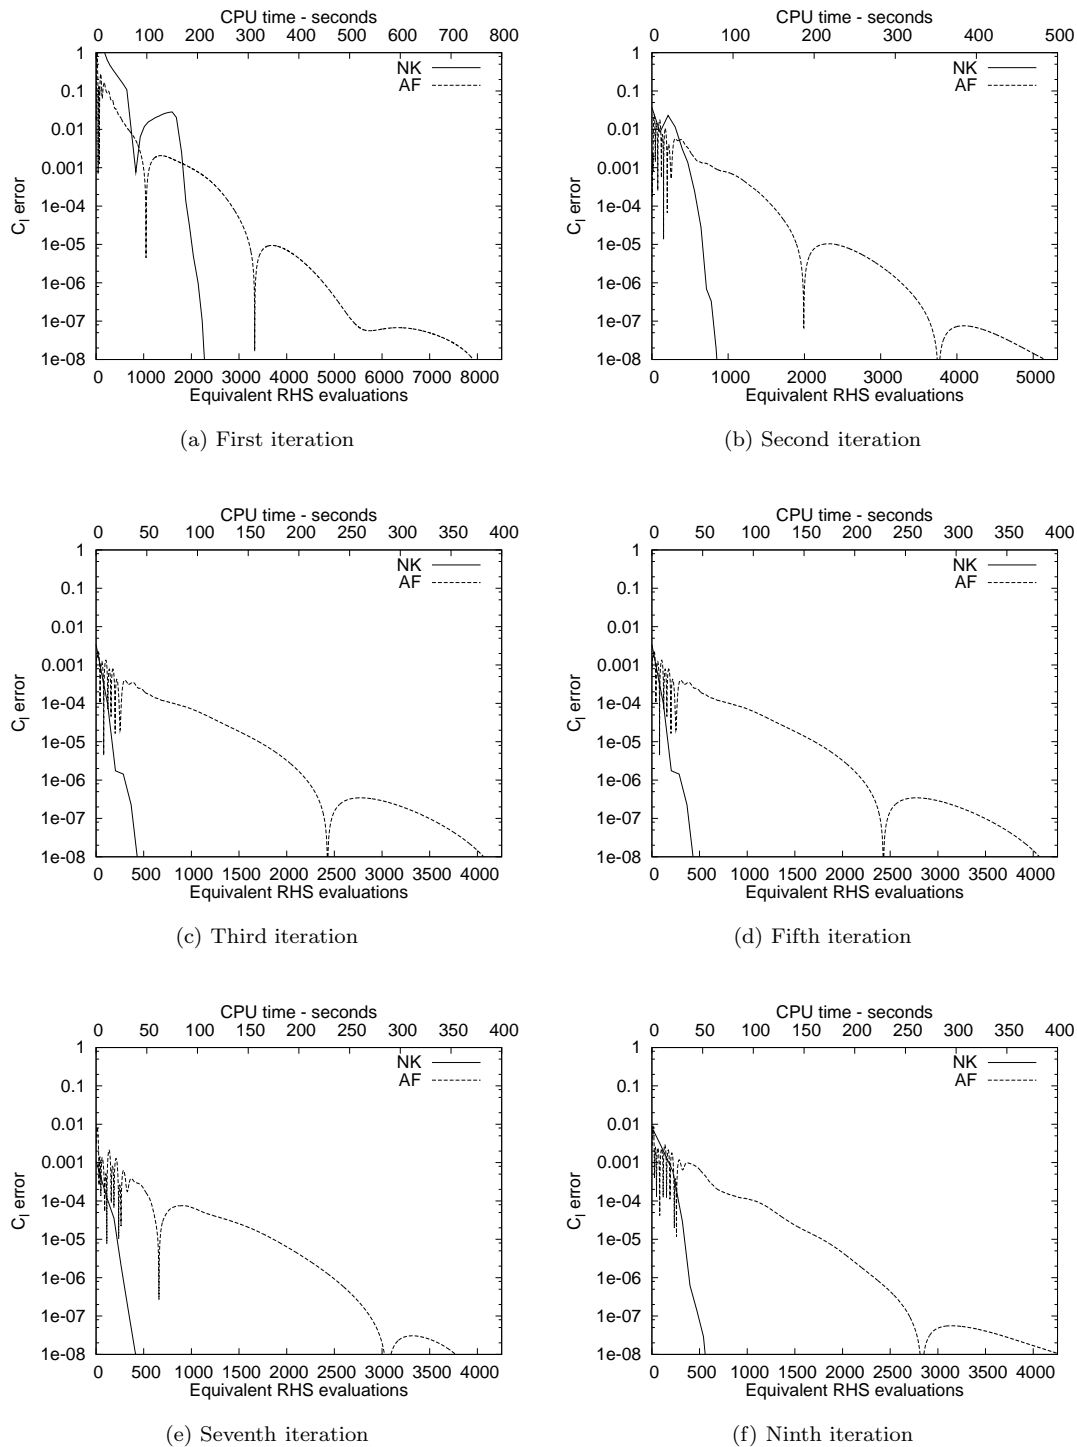 CPU time - seconds
0 100 200 300 400 500 600 700 800
1
0.1
0.01
0.001
1e-04
1e-05
1e-06
1e-07
1e-08
C_l error
NK
AF
0 1000 2000 3000 4000 5000 6000 7000 8000
Equivalent RHS evaluations
(a) First iteration
CPU time - seconds
0 100 200 300 400 500
1
0.1
0.01
0.001
1e-04
1e-05
1e-06
1e-07
1e-08
C_l error
NK
AF
0 1000 2000 3000 4000 5000
Equivalent RHS evaluations
(b) Second iteration
CPU time - seconds
0 50 100 150 200 250 300 350 400
1
0.1
0.01
0.001
1e-04
1e-05
1e-06
1e-07
1e-08
C_l error
NK
AF
0 500 1000 1500 2000 2500 3000 3500 4000
Equivalent RHS evaluations
(c) Third iteration
CPU time - seconds
0 50 100 150 200 250 300 350 400
1
0.1
0.01
0.001
1e-04
1e-05
1e-06
1e-07
1e-08
C_l error
NK
AF
0 500 1000 1500 2000 2500 3000 3500 4000
Equivalent RHS evaluations
(d) Fifth iteration
CPU time - seconds
0 50 100 150 200 250 300 350 400
1
0.1
0.01
0.001
1e-04
1e-05
1e-06
1e-07
1e-08
C_l error
NK
AF
0 500 1000 1500 2000 2500 3000 3500 4000
Equivalent RHS evaluations
(e) Seventh iteration
CPU time - seconds
0 50 100 150 200 250 300 350 400
1
0.1
0.01
0.001
1e-04
1e-05
1e-06
1e-07
1e-08
C_l error
NK
AF
0 500 1000 1500 2000 2500 3000 3500 4000
Equivalent RHS evaluations
(f) Ninth iteration